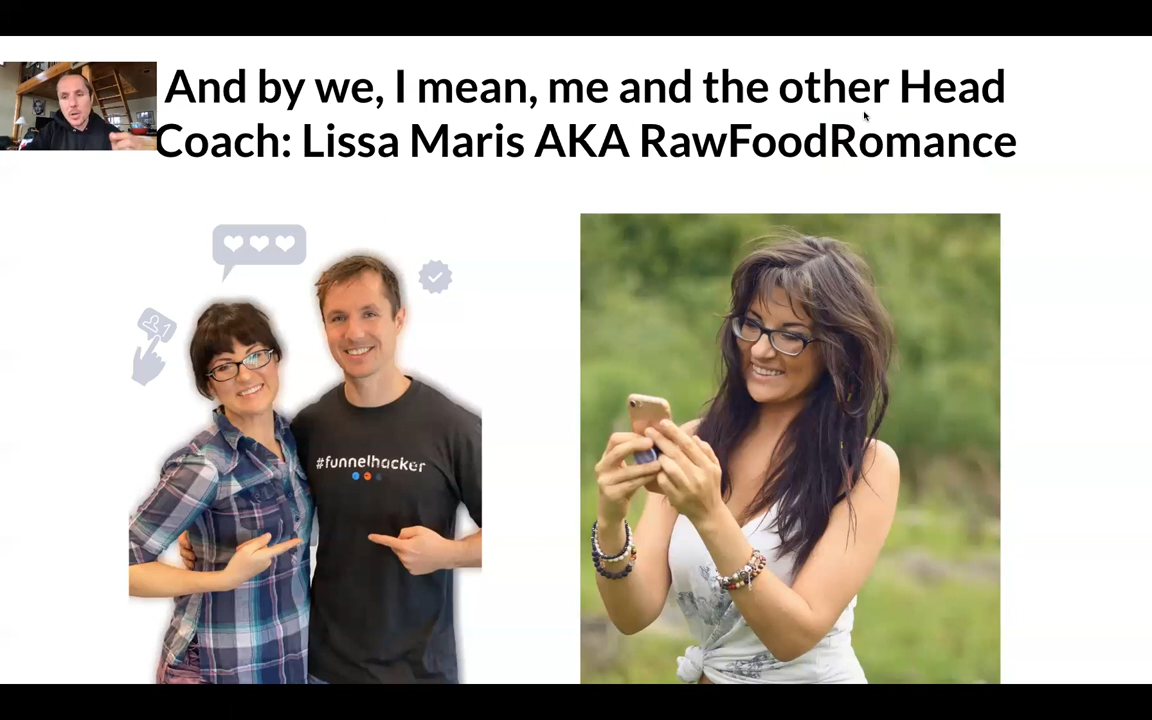 And by we, I mean, me and the other Head
Coach: Lissa Maris AKA RawFoodRomance
#funnelhacker